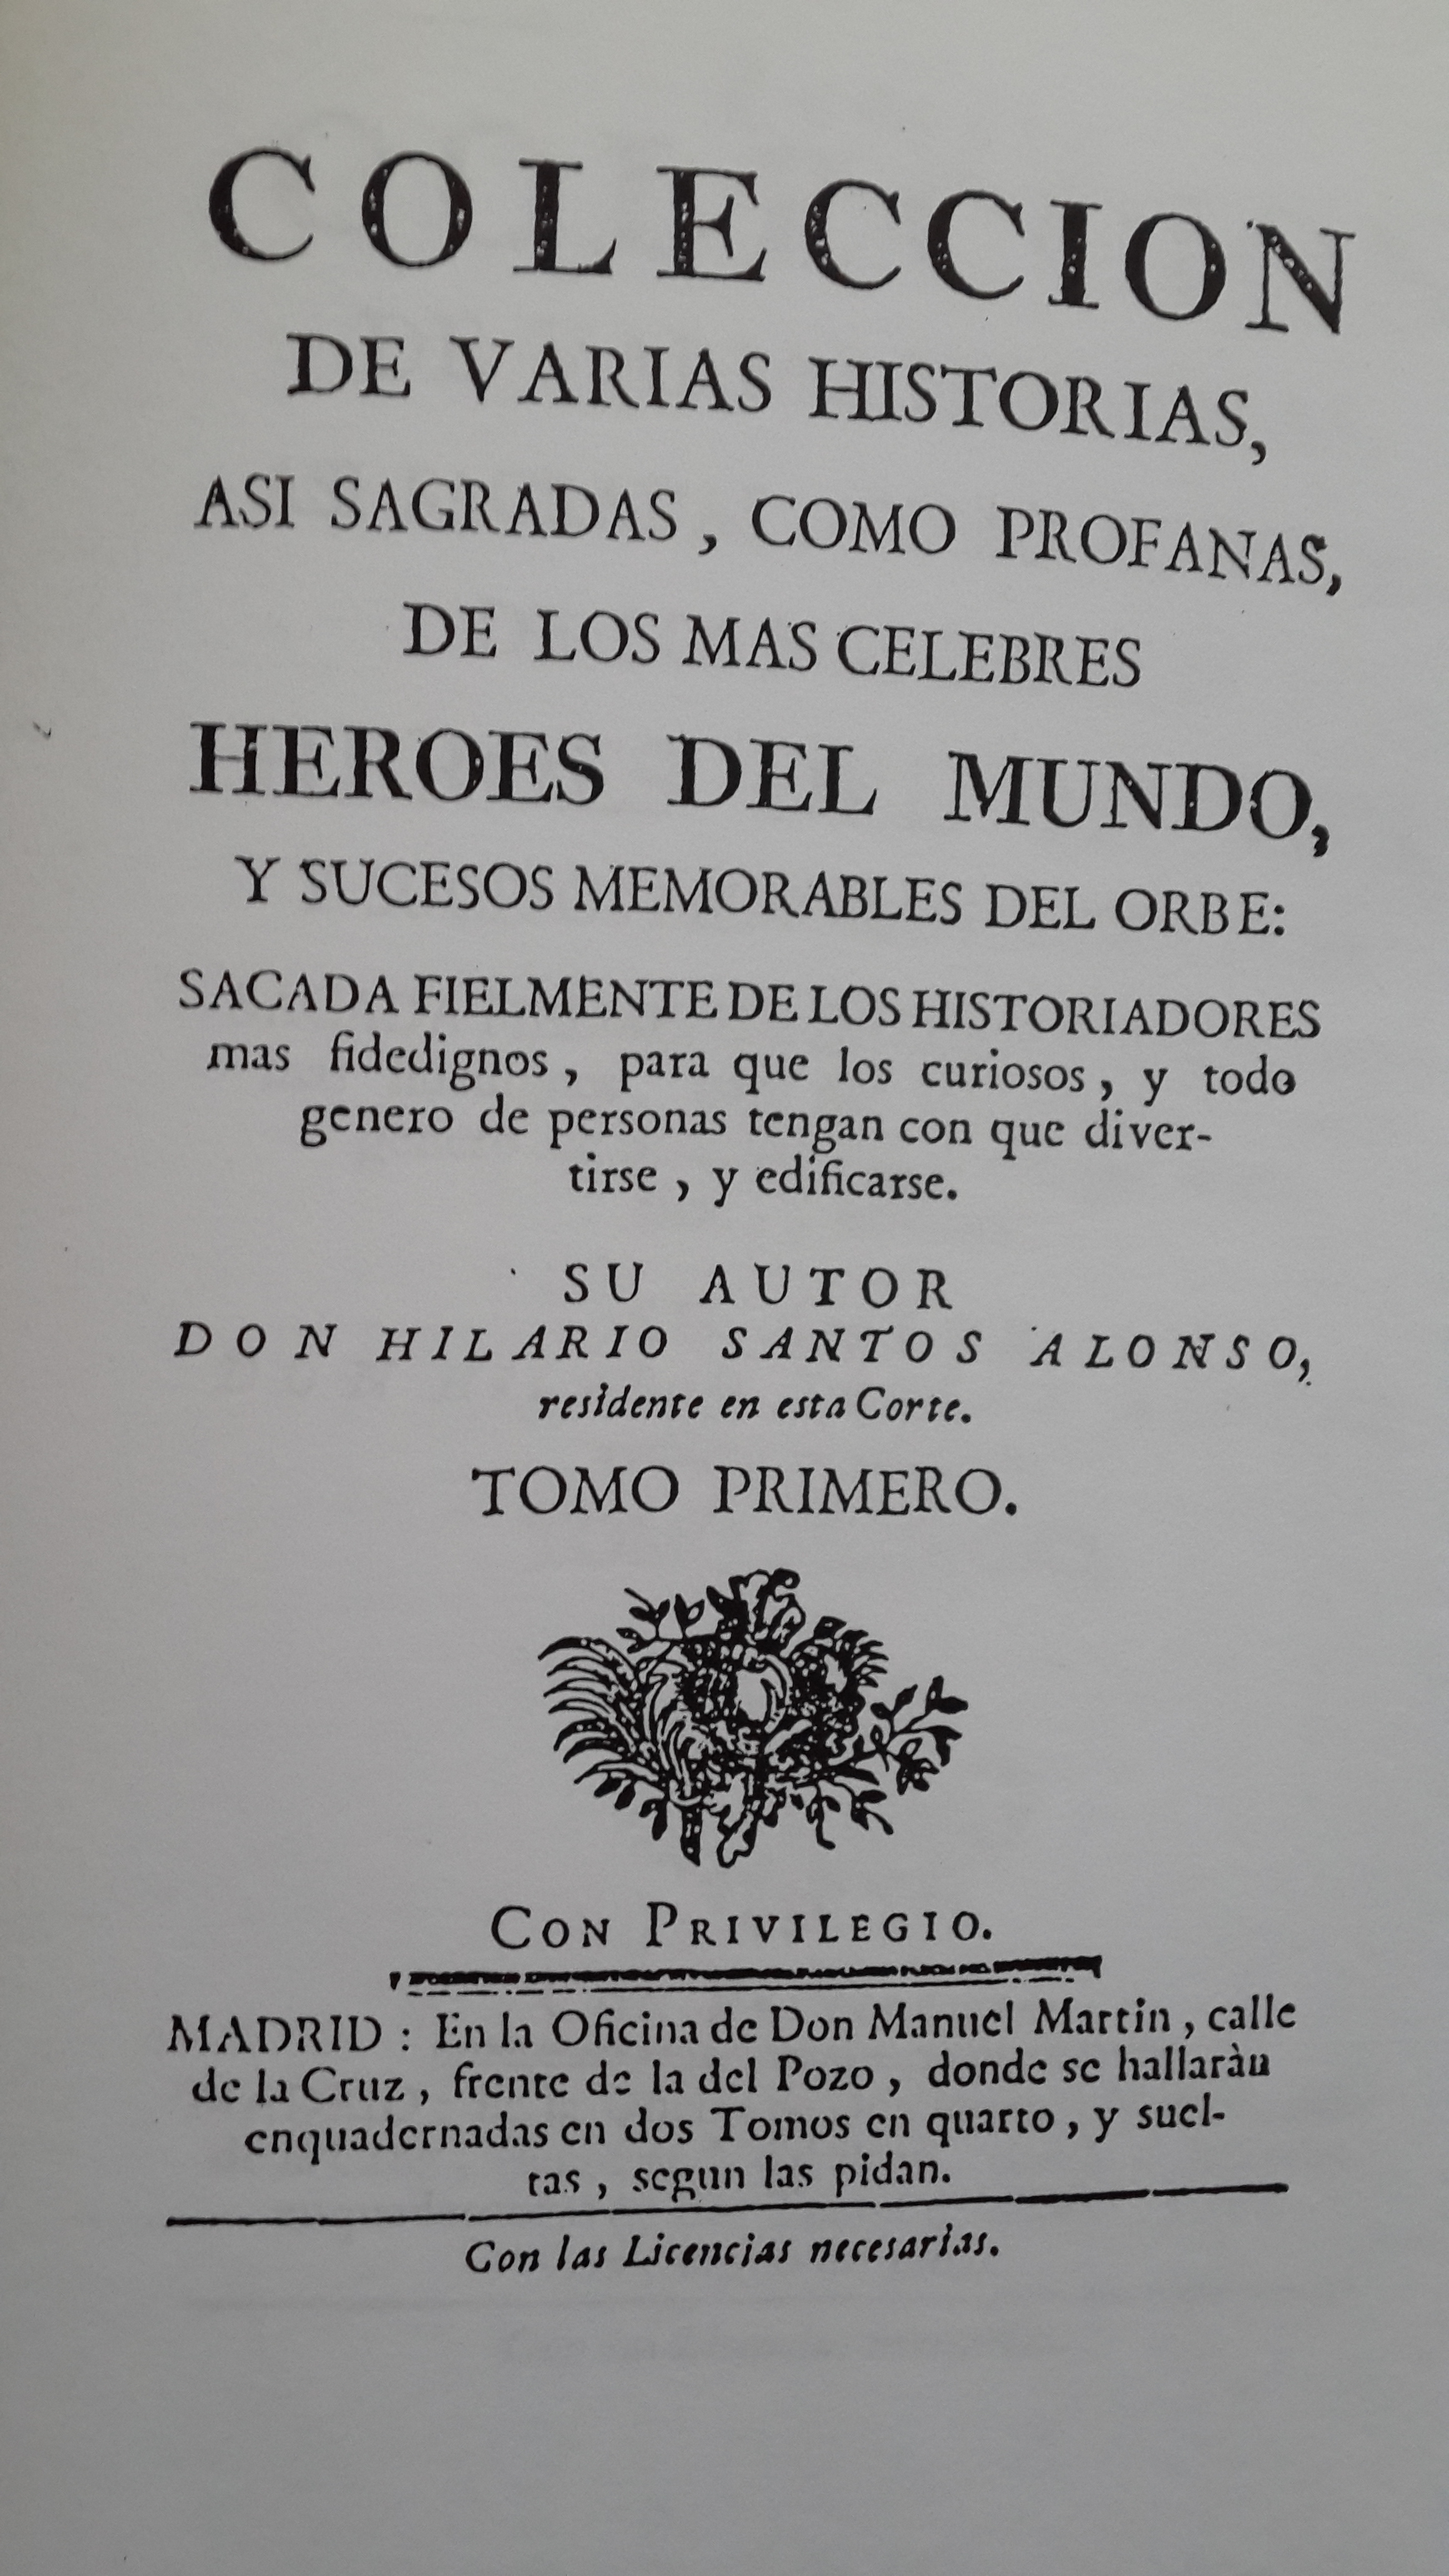 COLECCION
DE VARIAS HISTORIAS,
ASI SAGRADAS, COMO PROFANAS,
DE LOS MAS CELEBRES
HEROES DEL MUNDO,
Y SUCESOS MEMORABLES DEL ORBE:
SACADA FIELMENTE DE LOS HISTORIADORES
mas fidedignos, para que los curiosos, y todo
genero de personas tengan con que diver-
tirse, y edificarse.
SU AUTOR
DON HILARIO SANTOS ALONSO,
residente en esta Corte.
TOMO PRIMERO.
CON PRIVILEGIO.
MADRID: En la Oficina de Don Manuel Martin, calle
de la Cruz, frente de la del Pozo, donde se hallaràn
enquadernadas en dos Tomos en quarto, y suel-
tas, segun las pidan.
Con las Licencias necesarias.